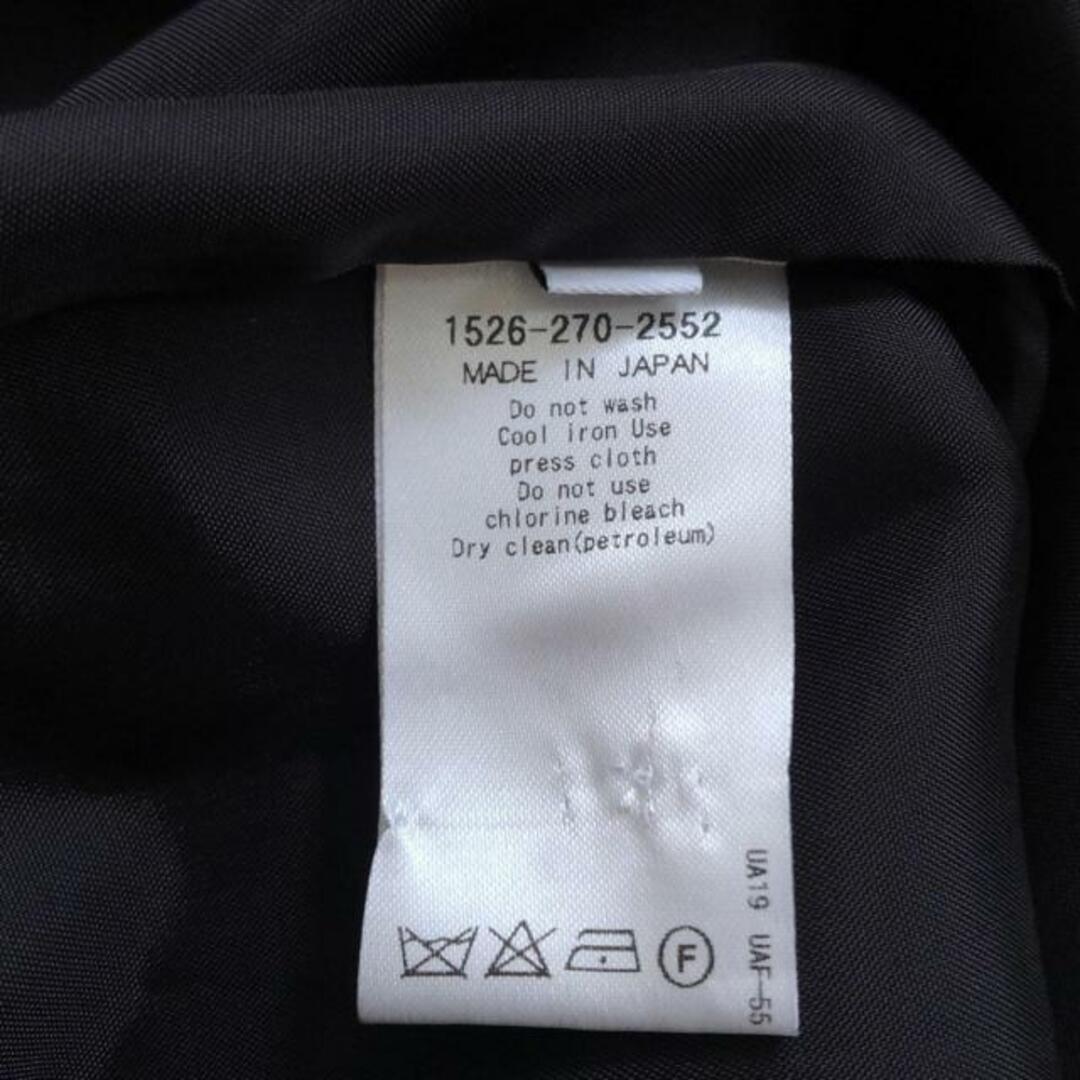 1526-270-2552
MADE IN JAPAN
Do not wash
Cool iron Use
press cloth
Do not use
chlorine bleach
Dry clean(petroleum)
F
UA19 UAF-55